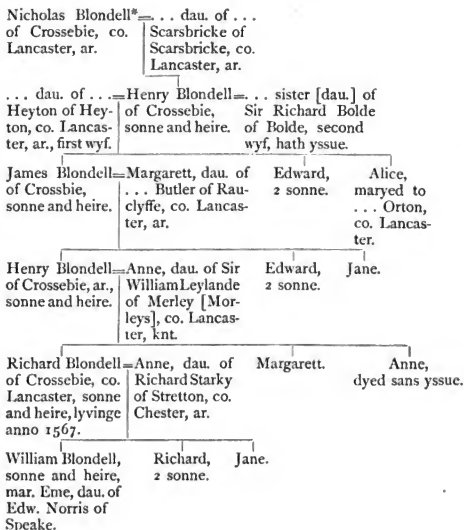 Nicholas Blondell*=. . . dau. of . . .
of Crossebie, co. Scarsbricke of
Lancaster, ar. Scarsbricke, co.
Lancaster, ar.
. . . dau. of . . .=Henry Blondell=. . . sister [dau.] of
Heyton of Hey- of Crossebie, Sir Richard Bolde
ton, co. Lancas- sonne and heire. of Bolde, second
ter, ar., first wyf. wyf, hath yssue.
James Blondell=Margarett, dau. of Edward, Alice,
of Crossbie, . . . Butler of Rau- 2 sonne. maryed to
sonne and heire. clyffe, co. Lancas- . . . Orton,
ter, ar. co. Lancas-
ter.
Henry Blondell=Anne, dau. of Sir Edward, Jane.
of Crossebie, ar., William Leylande 2 sonne.
sonne and heire. of Merley [Mor-
leys], co. Lancas-
ter, knt.
Richard Blondell=Anne, dau. of Margarett. Anne,
of Crossebie, co. Richard Starky dyed sans yssue.
Lancaster, sonne of Stretton, co.
and heire, lyvinge Chester, ar.
anno 1567.
William Blondell, Richard, Jane.
sonne and heire, 2 sonne.
mar. Eme, dau. of
Edw. Norris of
Speake.